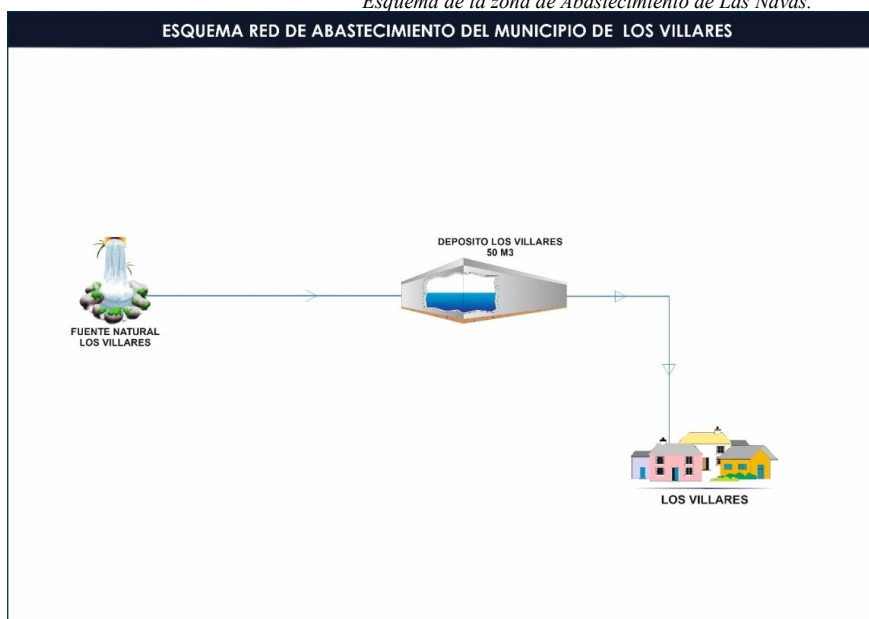 Esquema de la zona de Abastecimiento de Las Navas.
ESQUEMA RED DE ABASTECIMIENTO DEL MUNICIPIO DE LOS VILLARES
DEPOSITO LOS VILLARES
50 M3
FUENTE NATURAL
LOS VILLARES
LOS VILLARES